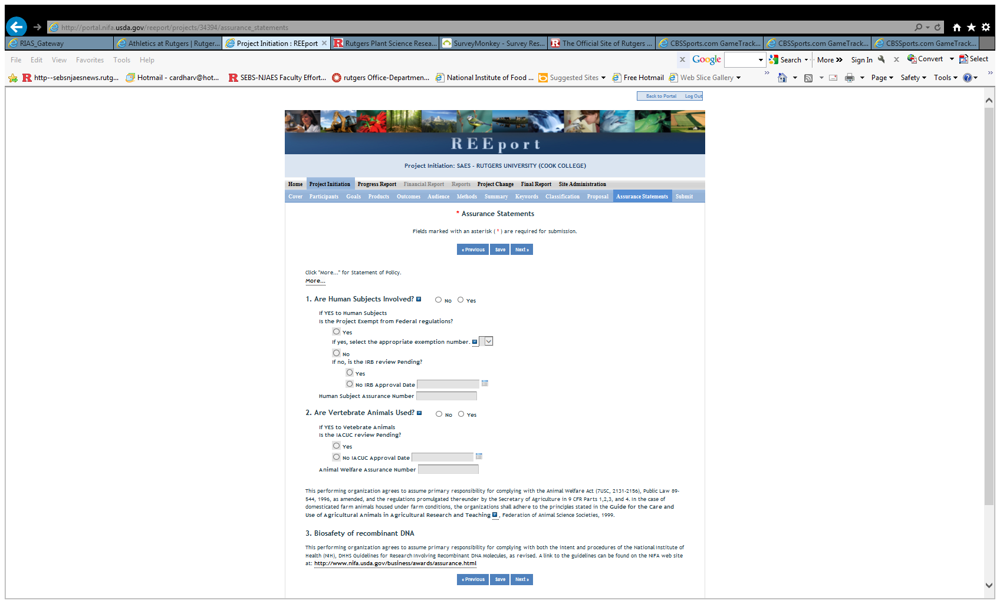 http://portal.nifa.usda.gov/reeport/projects/34394/assurance_statements
RIAS_Gateway
Athletics at Rutgers | Rutger...
Project Initiation : REEport
Rutgers Plant Science Resea...
SurveyMonkey - Survey Res...
The Official Site of Rutgers ...
CBSSports.com GameTrack...
CBSSports.com GameTrack...
CBSSports.com GameTrack...
File Edit View Favorites Tools Help
x Google Search More » Sign In x Convert Select
http--sebsnjaesnews.rutg... Hotmail - cardharv@hot... SEBS-NJAES Faculty Effort... rutgers Office-Departmen... National Institute of Food ... Suggested Sites Free Hotmail Web Slice Gallery » Page Safety Tools »
Back to Portal Log Out
REEport
Project Initiation: SAES - RUTGERS UNIVERSITY (COOK COLLEGE)
Home Project Initiation Progress Report Financial Report Reports Project Change Final Report Site Administration
Cover Participants Goals Products Outcomes Audience Methods Summary Keywords Classification Proposal Assurance Statements Submit
* Assurance Statements
Fields marked with an asterisk ( * ) are required for submission.
« Previous Save Next »
Click "More..." for Statement of Policy.
More...
1. Are Human Subjects Involved? No Yes
If YES to Human Subjects
Is the Project Exempt from Federal regulations?
Yes
If yes, select the appropriate exemption number.
No
If no, is the IRB review Pending?
Yes
No IRB Approval Date
Human Subject Assurance Number
2. Are Vertebrate Animals Used? No Yes
If YES to Vetebrate Animals
Is the IACUC review Pending?
Yes
No IACUC Approval Date
Animal Welfare Assurance Number
This performing organization agrees to assume primary responsibility for complying with the Animal Welfare Act (7USC, 2131-2156), Public Law 89-
544, 1996, as amended, and the regulations promulgated thereunder by the Secretary of Agriculture in 9 CFR Parts 1,2,3, and 4. In the case of
domesticated farm animals housed under farm conditions, the organizations shall adhere to the principles stated in the Guide for the Care and
Use of Agricultural Animals in Agricultural Research and Teaching , Federation of Animal Science Societies, 1999.
3. Biosafety of recombinant DNA
This performing organization agrees to assume primary responsibility for complying with both the intent and procedures of the National Institute of
Health (NIH), DHHS Guidelines for Research Involving Recombinant DNA Molecules, as revised. A link to the guidelines can be found on the NIFA web site
at: http://www.nifa.usda.gov/business/awards/assurance.html
« Previous Save Next »